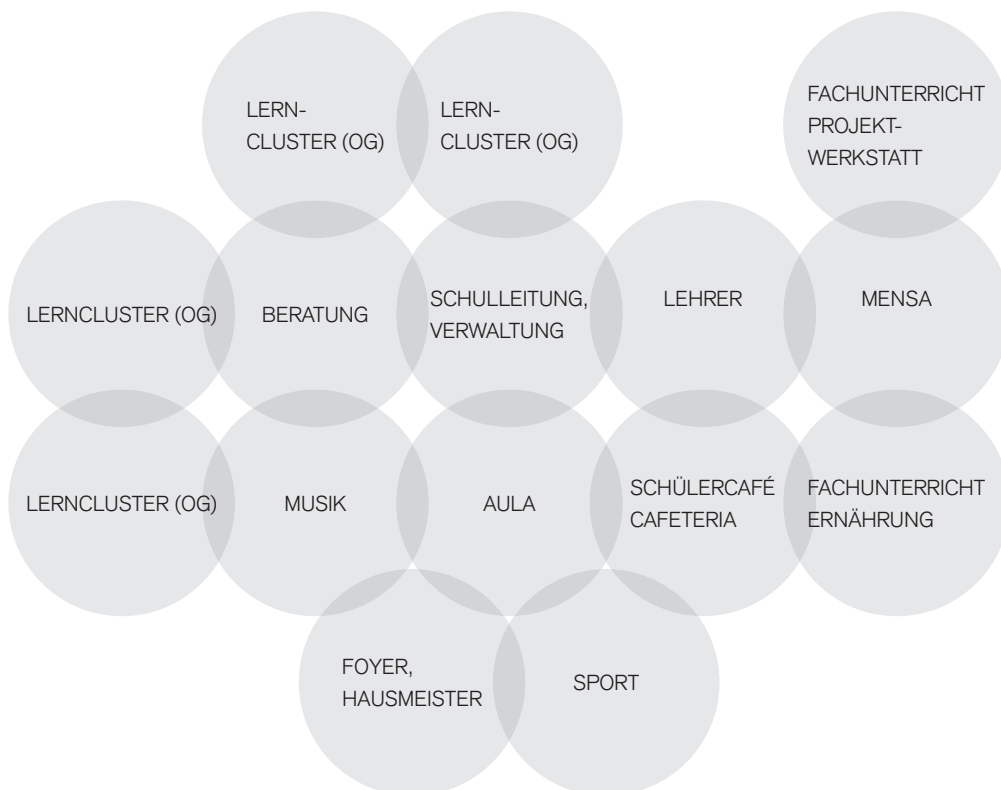 LERN-
CLUSTER (OG)
LERN-
CLUSTER (OG)
FACHUNTERRICHT
PROJEKT-
WERKSTATT
LERNCLUSTER (OG)
BERATUNG
SCHULLEITUNG,
VERWALTUNG
LEHRER
MENSA
LERNCLUSTER (OG)
MUSIK
AULA
SCHÜLERCAFÉ
CAFETERIA
FACHUNTERRICHT
ERNÄHRUNG
FOYER,
HAUSMEISTER
SPORT